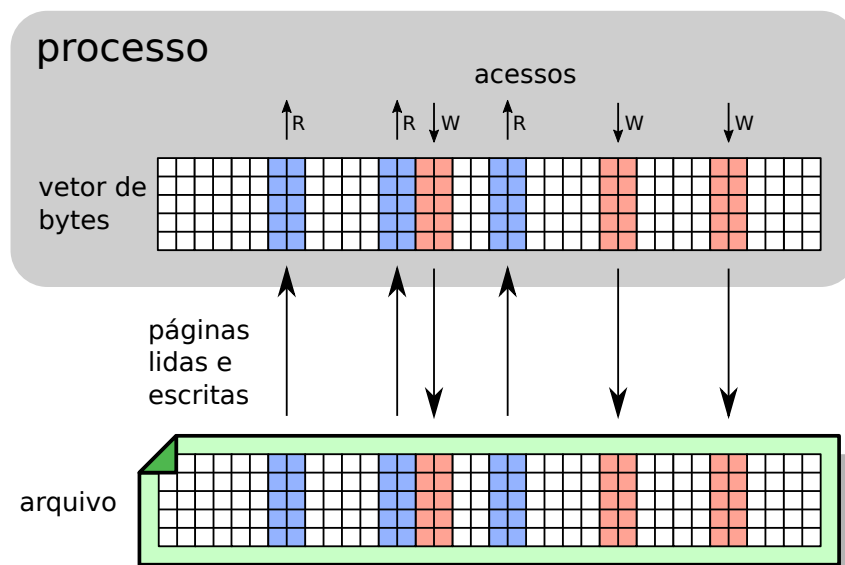 processo
acessos
R
R
W
R
W
W
vetor de
bytes
páginas
lidas e
escritas
arquivo